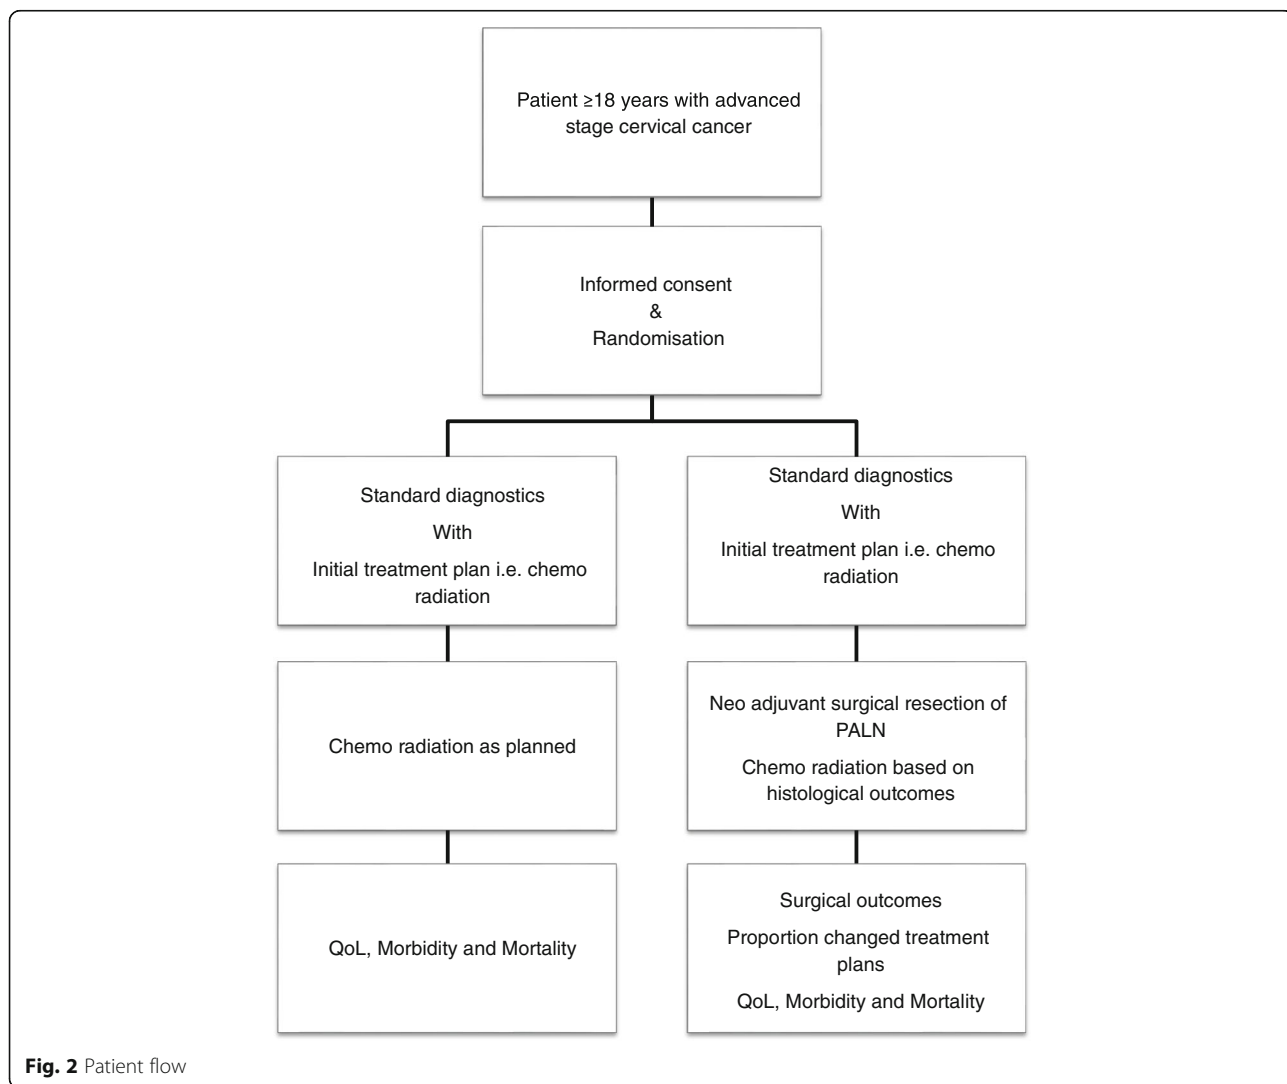 Patient ≥18 years with advanced
stage cervical cancer
Informed consent
&
Randomisation
Standard diagnostics
With
Initial treatment plan i.e. chemo
radiation
Standard diagnostics
With
Initial treatment plan i.e. chemo
radiation
Chemo radiation as planned
Neo adjuvant surgical resection of
PALN
Chemo radiation based on
histological outcomes
QoL, Morbidity and Mortality
Surgical outcomes
Proportion changed treatment
plans
QoL, Morbidity and Mortality
Fig. 2 Patient flow